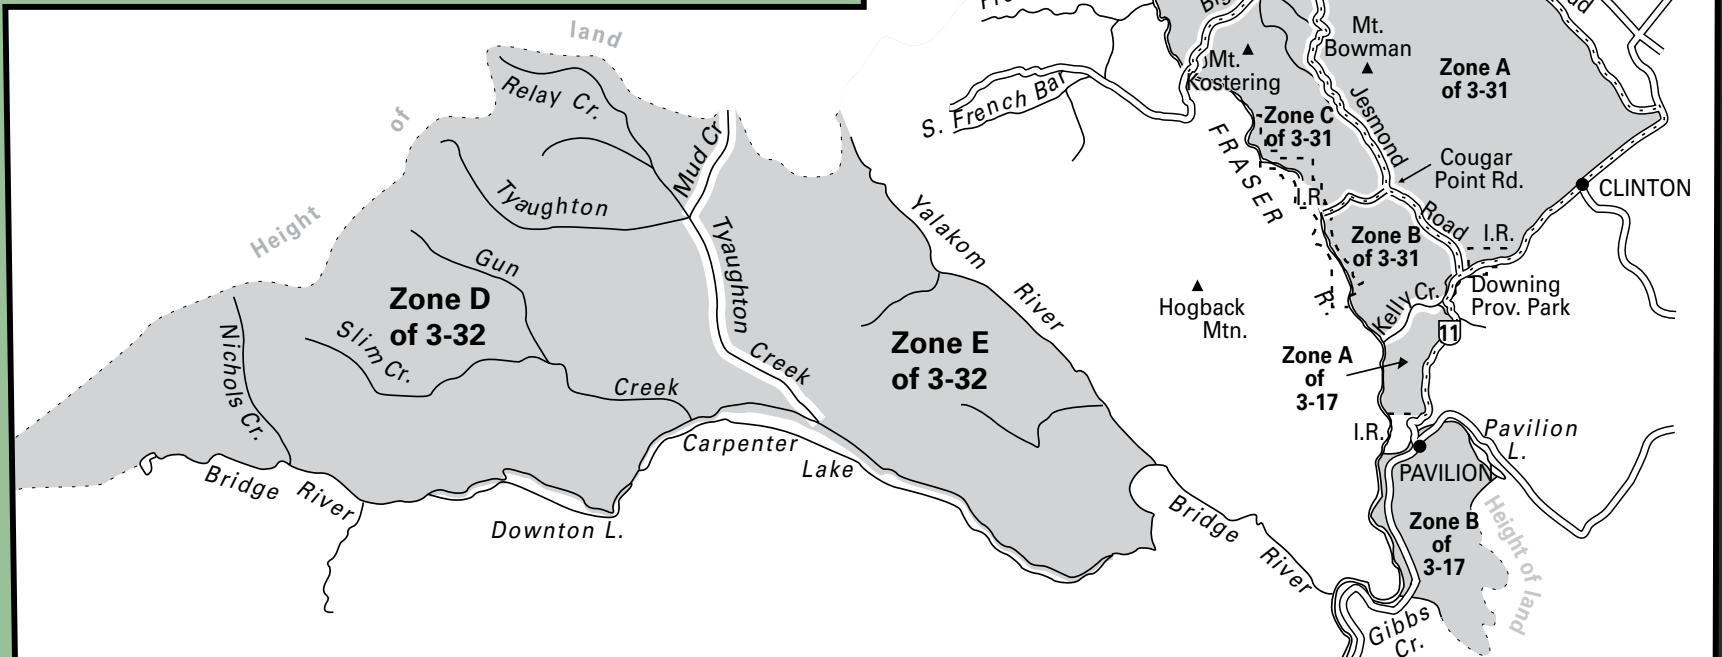 land
of
Height
Relay Cr.
Mud Cr
Tyaughton
Gun
Tyaughton
Creek
Zone D
of 3-32
Slim Cr.
Nichols Cr.
Creek
Zone E
of 3-32
Yalakom
River
Carpenter
Lake
Bridge River
Downton L.
Bridge
River
S. French Bar
Mt.
Kostering
Mt.
Bowman
Zone A
of 3-31
Zone C
of 3-31
Jesmond
Road
Cougar
Point Rd.
CLINTON
FRASER
R.
I.R.
Zone B
of 3-31
I.R.
Hogback
Mtn.
Kelly Cr.
Downing
Prov. Park
11
Zone A
of
3-17
I.R.
Pavilion
L.
PAVILION
Zone B
of
3-17
Height of land
Gibbs
Cr.